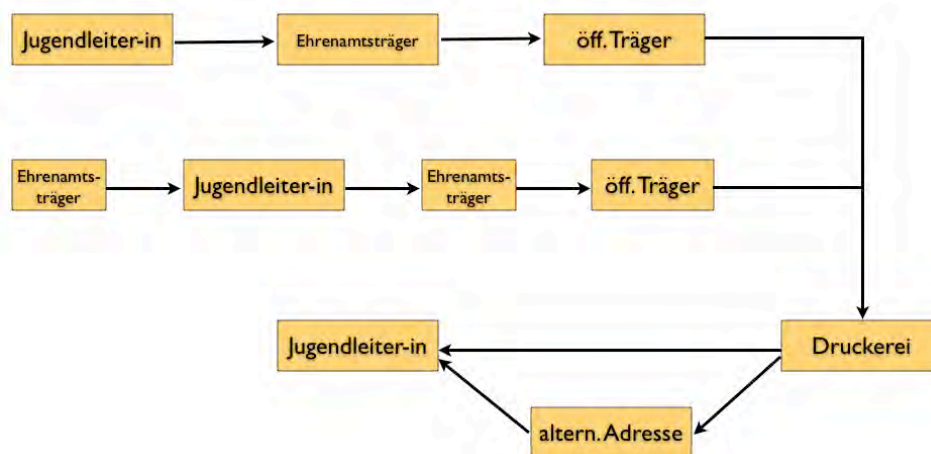 Jugendleiter-in
Ehrenamtsträger
öff. Träger
Ehrenamts-
träger
Jugendleiter-in
Ehrenamts-
träger
öff. Träger
Jugendleiter-in
Druckerei
altern. Adresse